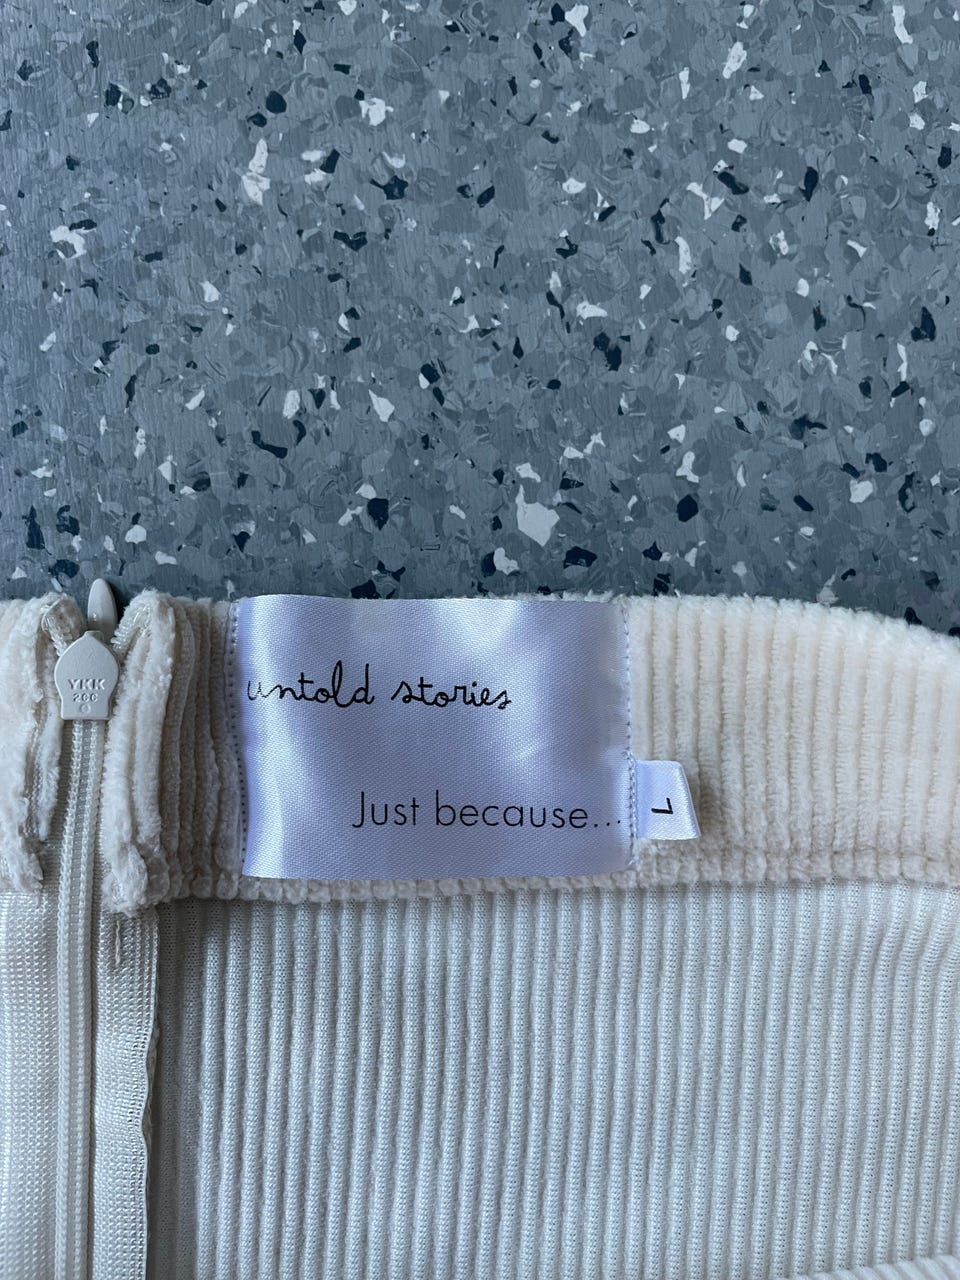 YKK
untold stories
Just because...